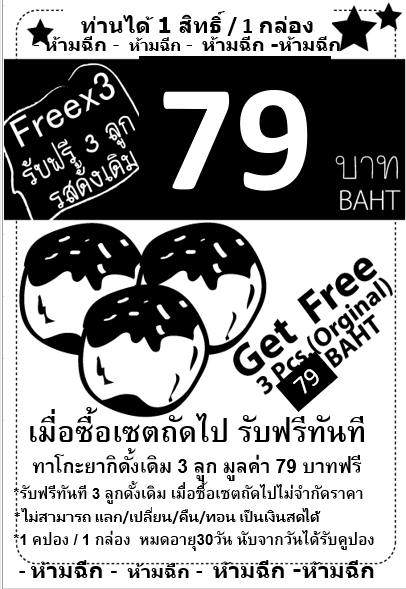 ท่านได้ 1 สิทธิ์ / 1 กล่อง
- ห้ามฉีก - ห้ามฉีก - ห้ามฉีก -ห้ามฉีก
Freex3
รับฟรี 3 ลูก
รสดั้งเดิม
79
บาท
BAHT
Get Free
3 Pcs.(Orginal)
79 BAHT
เมื่อซื้อเซตถัดไป รับฟรีทันที
ทาโกะยากิดั้งเดิม 3 ลูก มูลค่า 79 บาทฟรี
*รับฟรีทันที 3 ลูกดั้งเดิม เมื่อซื้อเซตถัดไปไม่จำกัดราคา
*ไม่สามารถ แลก/เปลี่ยน/คืน/ทอน เป็นเงินสดได้
*1 คปอง / 1 กล่อง หมดอายุ30วัน นับจากวันได้รับคูปอง
- ห้ามฉีก - ห้ามฉีก - ห้ามฉีก -ห้ามฉีก